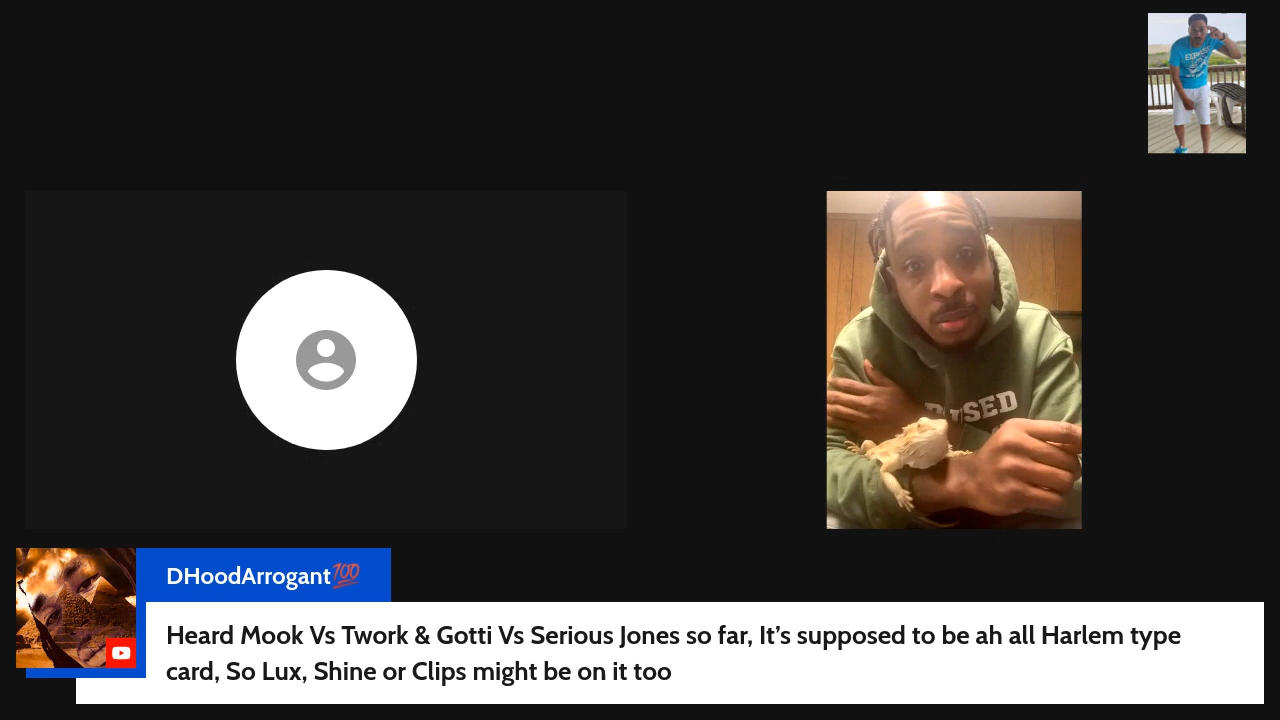 DHoodArrogant💯
Heard Mook Vs Twork & Gotti Vs Serious Jones so far, It’s supposed to be ah all Harlem type
card, So Lux, Shine or Clips might be on it too